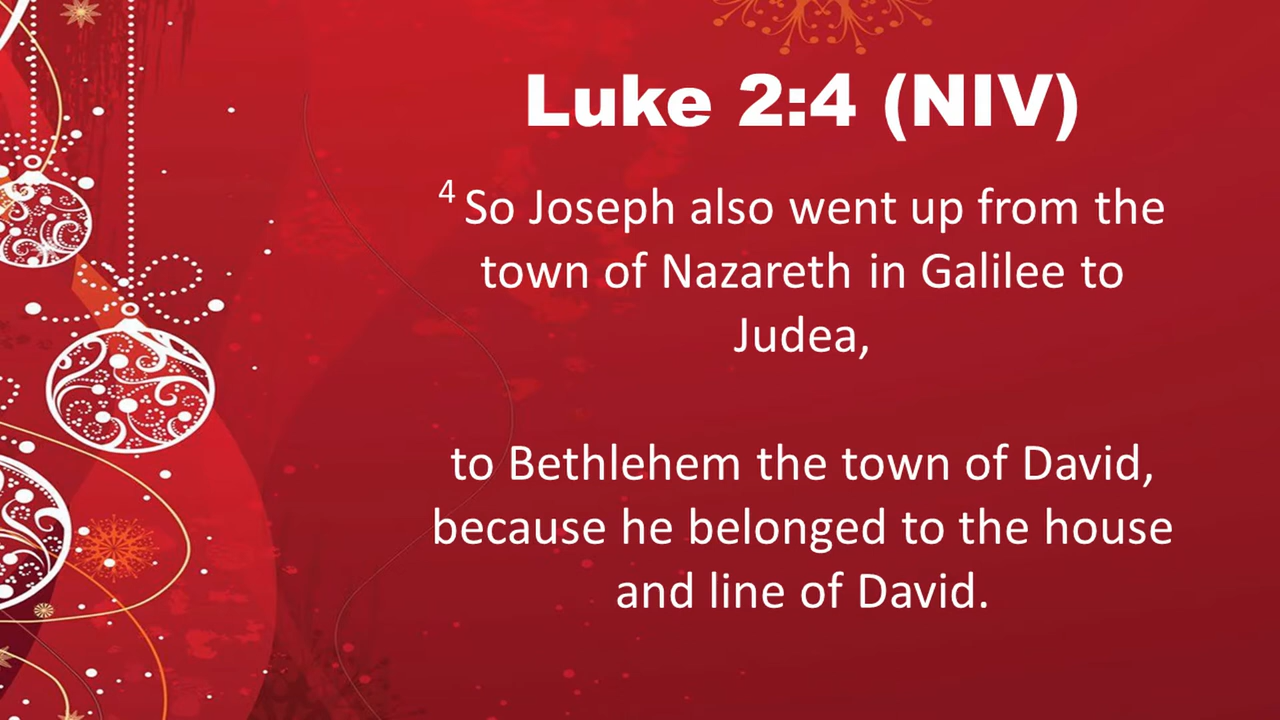 Luke 2:4 (NIV)
4 So Joseph also went up from the
town of Nazareth in Galilee to
Judea,
to Bethlehem the town of David,
because he belonged to the house
and line of David.